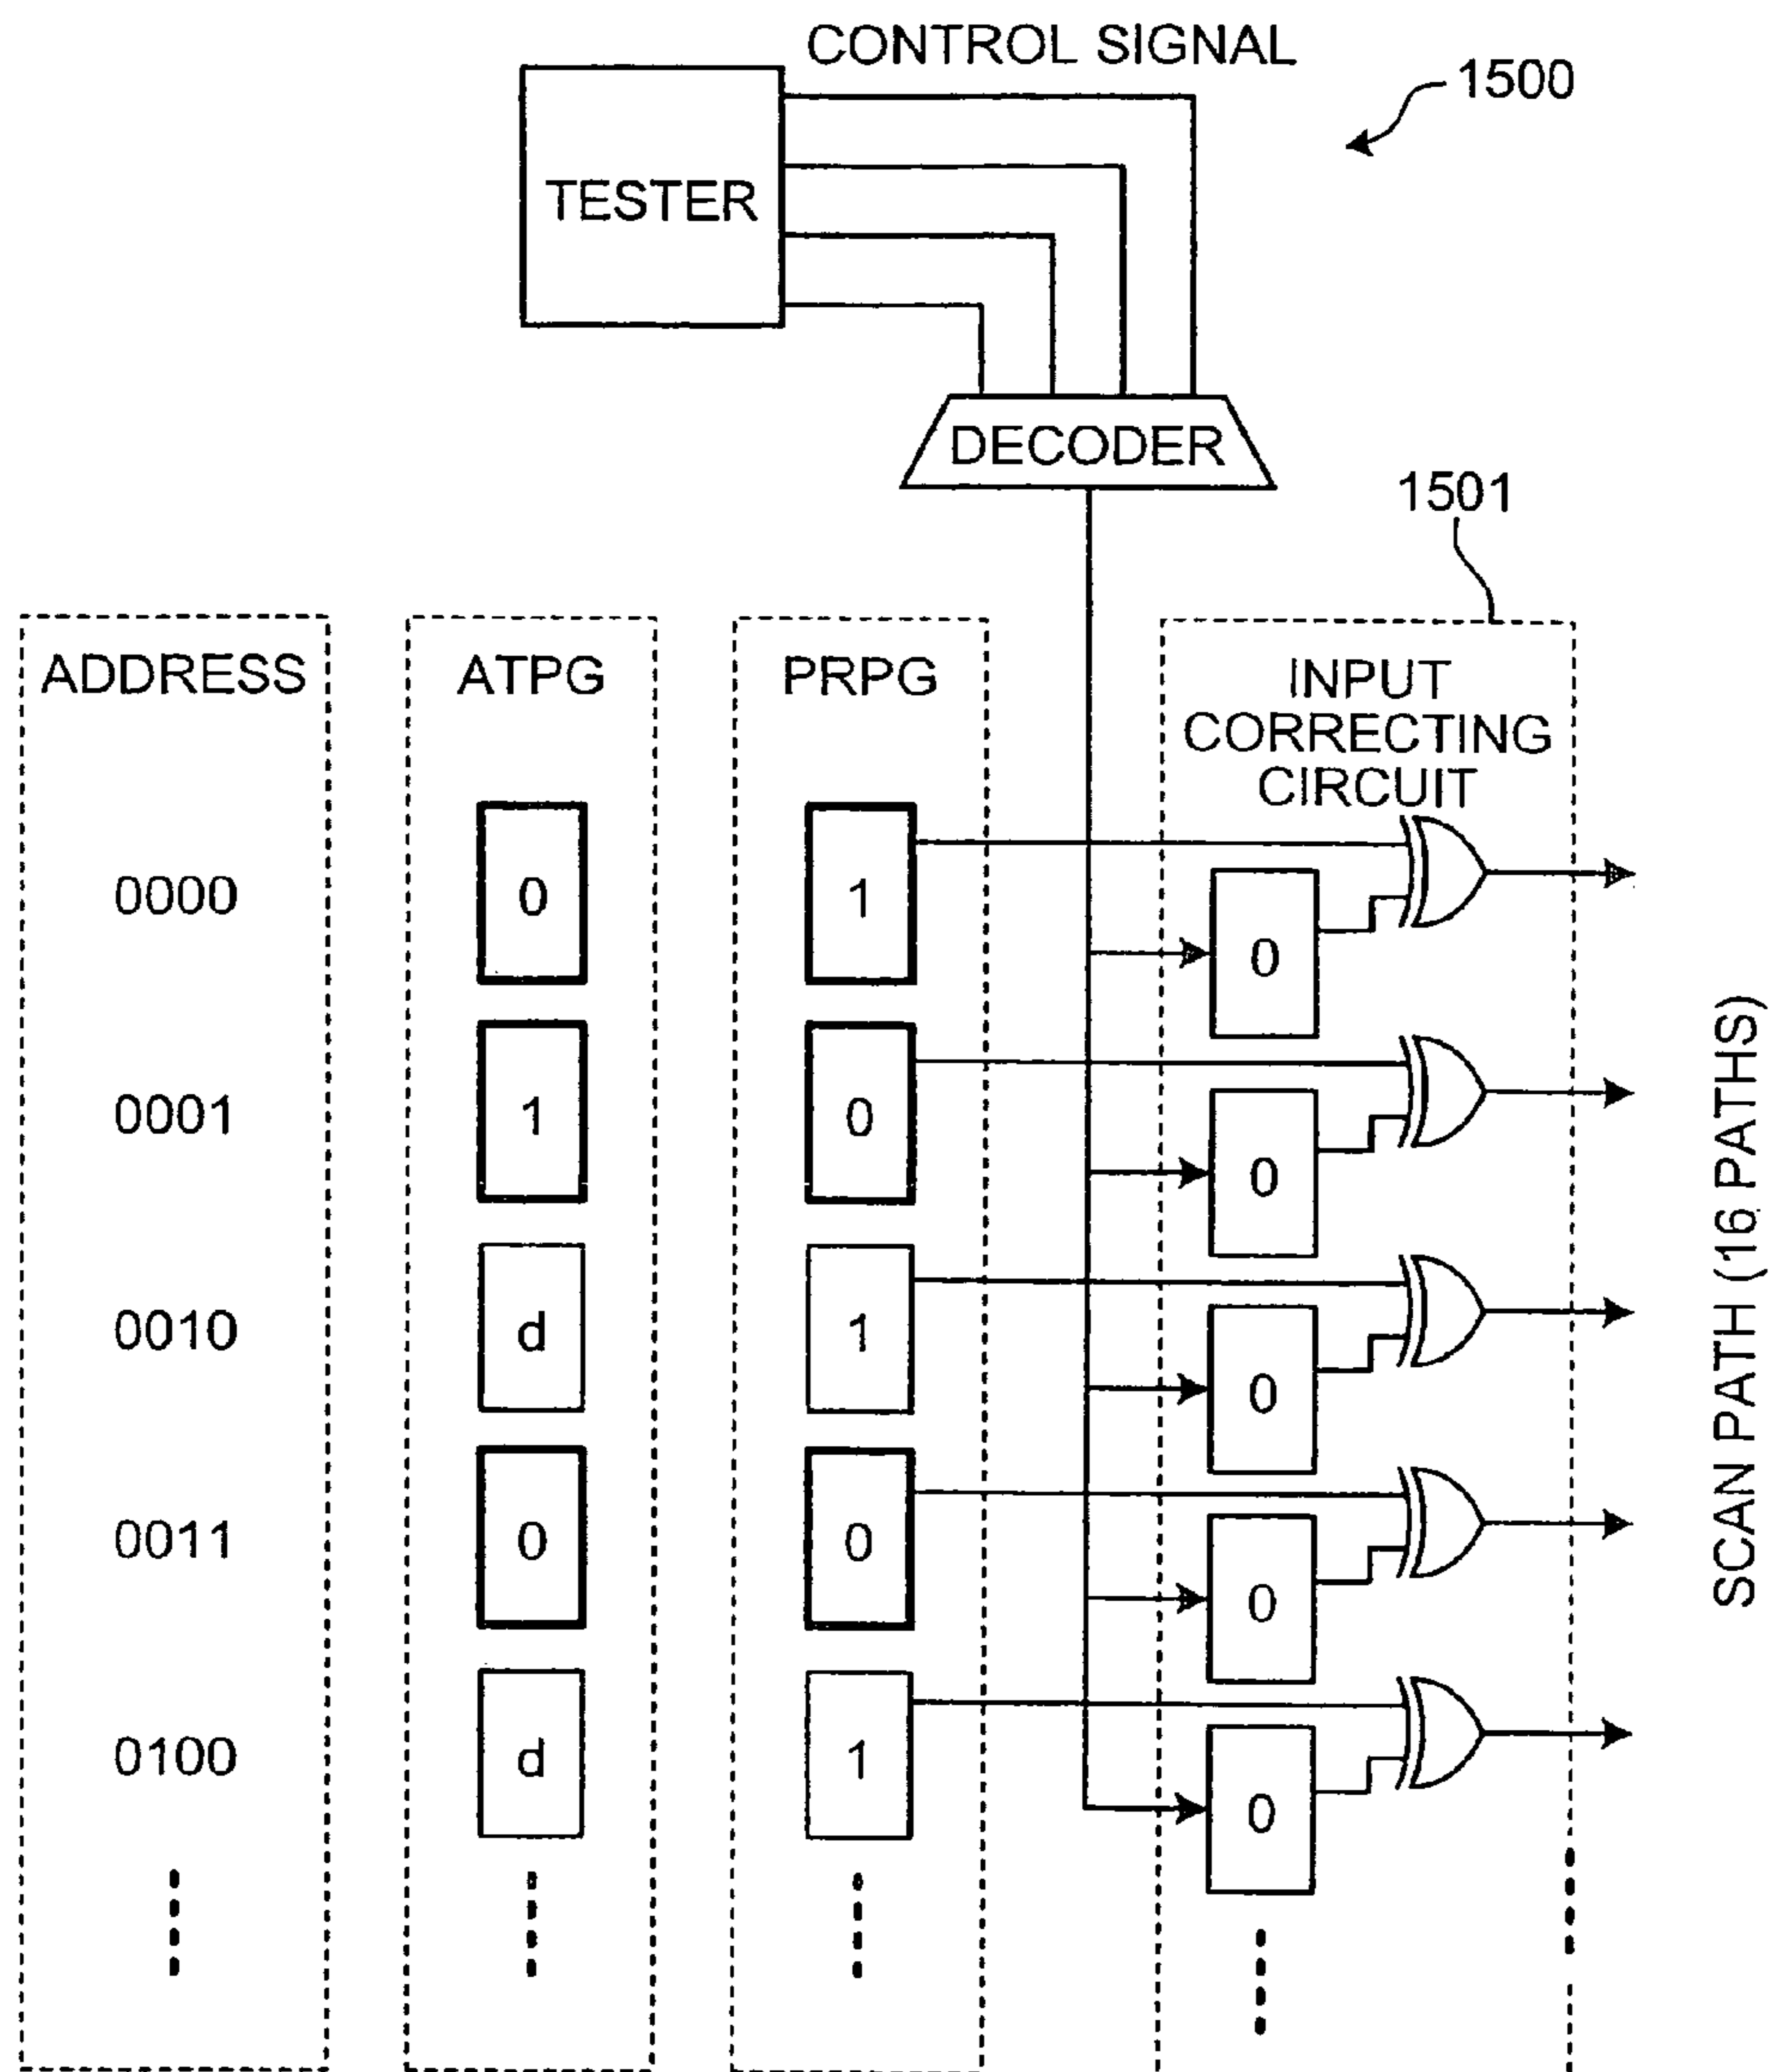 CONTROL SIGNAL
1500
TESTER
DECODER
1501
ADDRESS
ATPG
PRPG
INPUT
CORRECTING
CIRCUIT
0000
0
1
0
0001
1
0
0
0010
d
1
0
0011
0
0
0
0100
d
1
0
SCAN PATH (16 PATHS)